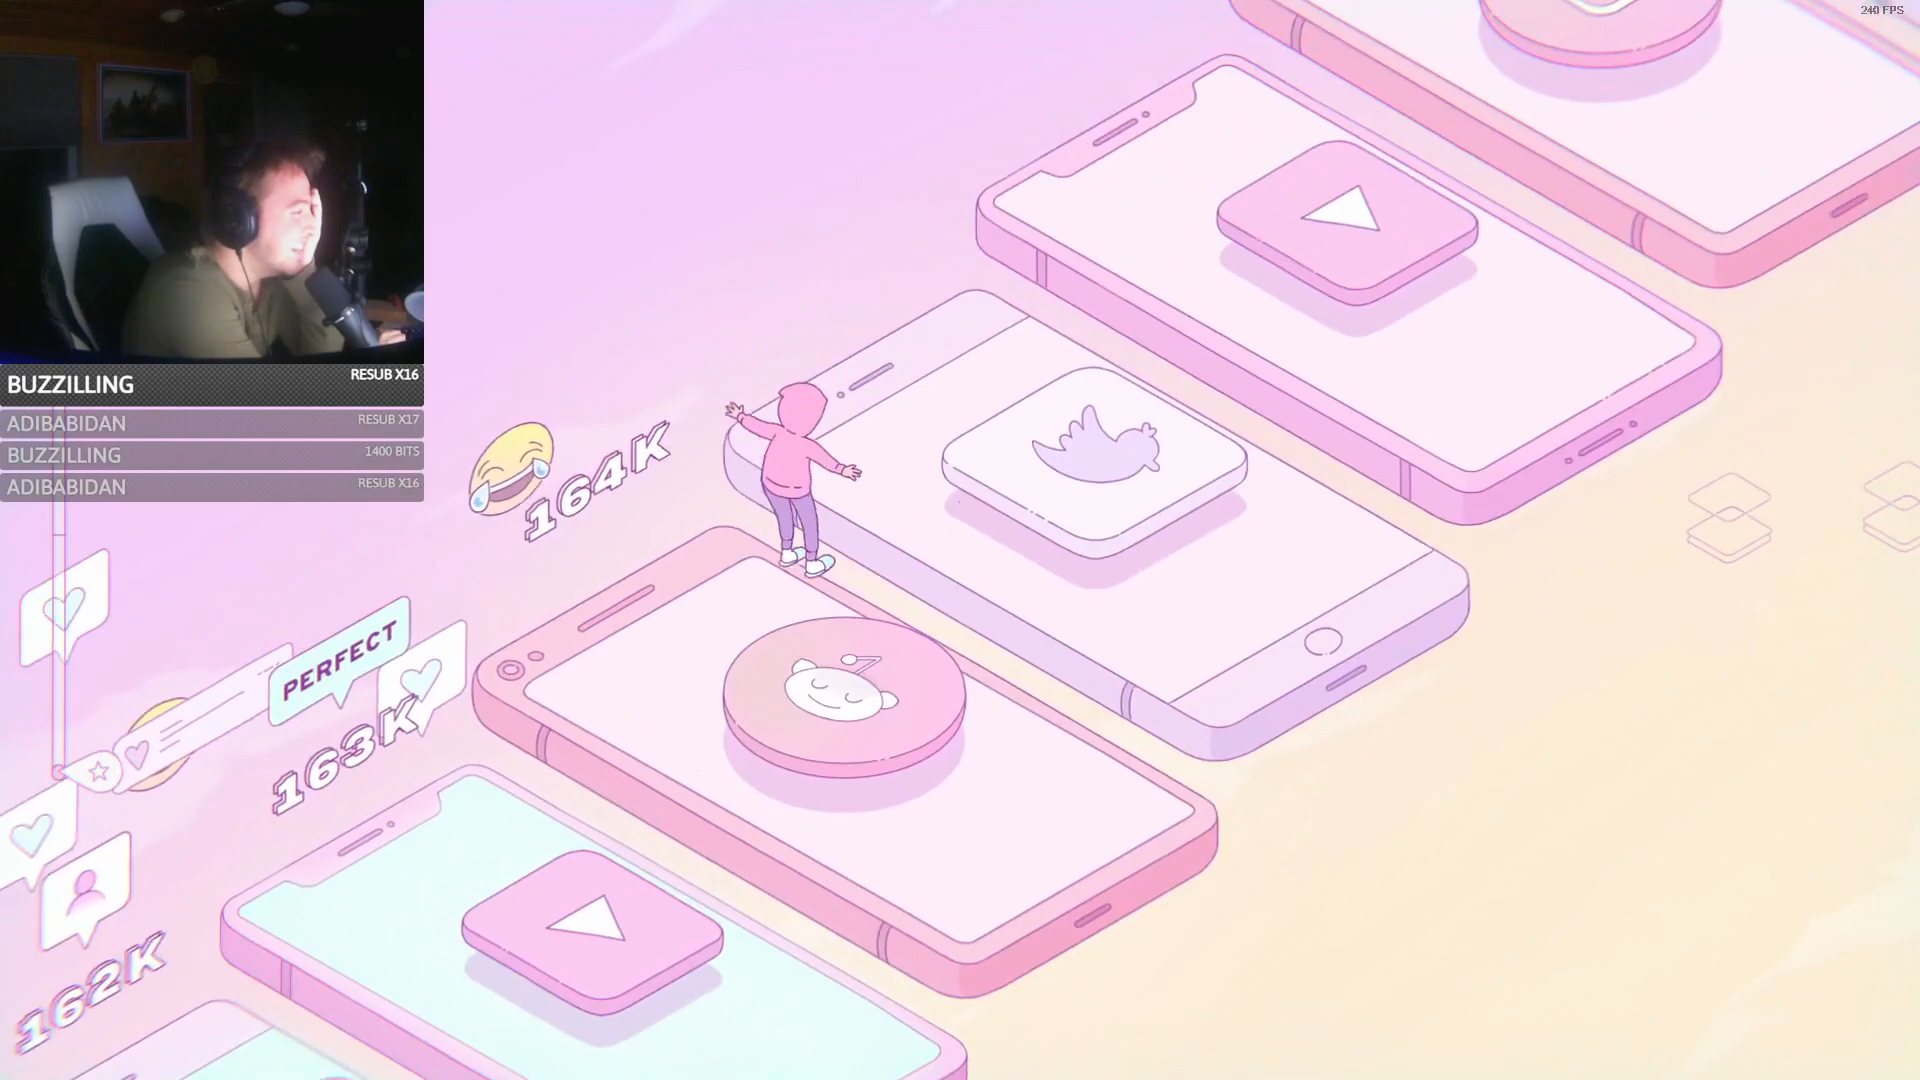 240 FPS
BUZZILLING
RESUB X16
ADIBABIDAN
RESUB X17
BUZZILLING
1400 BITS
ADIBABIDAN
RESUB X16
164K
PERFECT
163K
162K